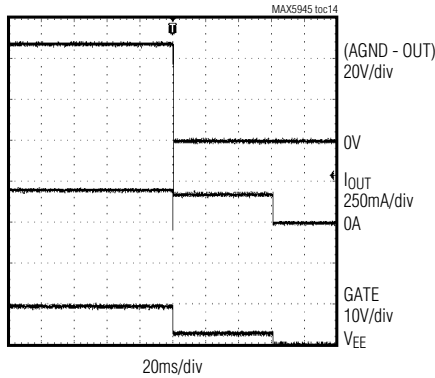 MAX5945 toc14
T
(AGND - OUT)
20V/div
0V
IOUT
250mA/div
0A
GATE
10V/div
VEE
20ms/div